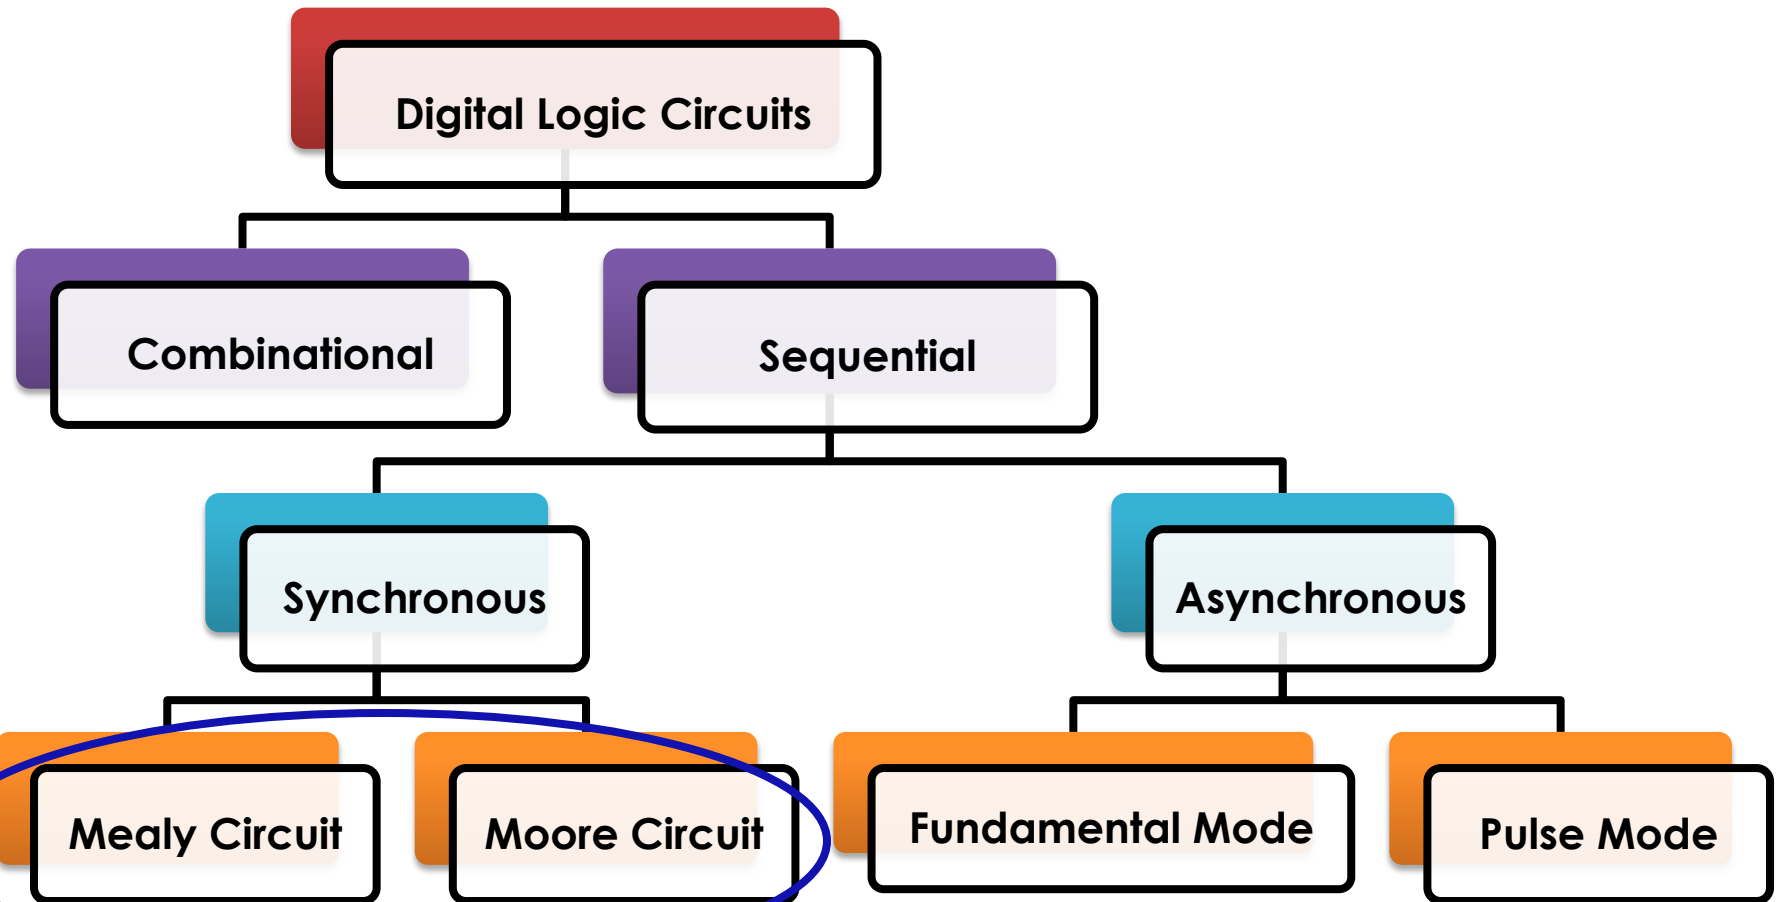 Digital Logic Circuits
Combinational
Sequential
Synchronous
Asynchronous
Mealy Circuit
Moore Circuit
Fundamental Mode
Pulse Mode